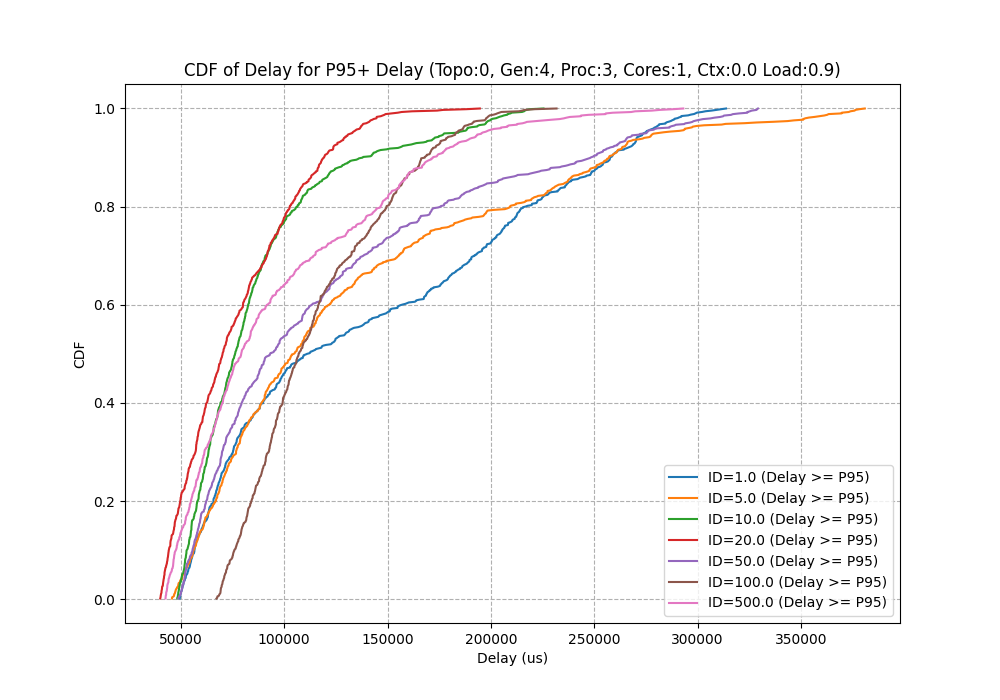 CDF of Delay for P95+ Delay (Topo:0, Gen:4, Proc:3, Cores:1, Ctx:0.0 Load:0.9)
CDF
1.0
0.8
0.6
0.4
0.2
0.0
ID=1.0 (Delay >= P95)
ID=5.0 (Delay >= P95)
ID=10.0 (Delay >= P95)
ID=20.0 (Delay >= P95)
ID=50.0 (Delay >= P95)
ID=100.0 (Delay >= P95)
ID=500.0 (Delay >= P95)
50000 100000 150000 200000 250000 300000 350000
Delay (us)